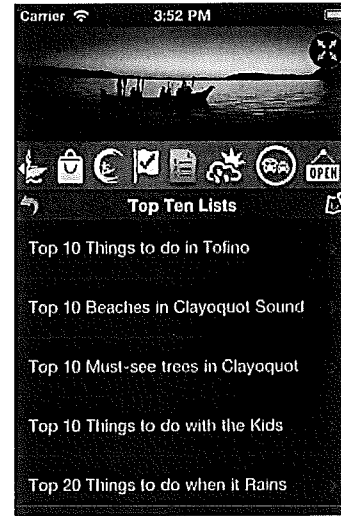 Carrier 3:52 PM
OPEN
Top Ten Lists
Top 10 Things to do in Tofino
Top 10 Beaches in Clayoquot Sound
Top 10 Must-see trees in Clayoquot
Top 10 Things to do with the Kids
Top 20 Things to do when it Rains